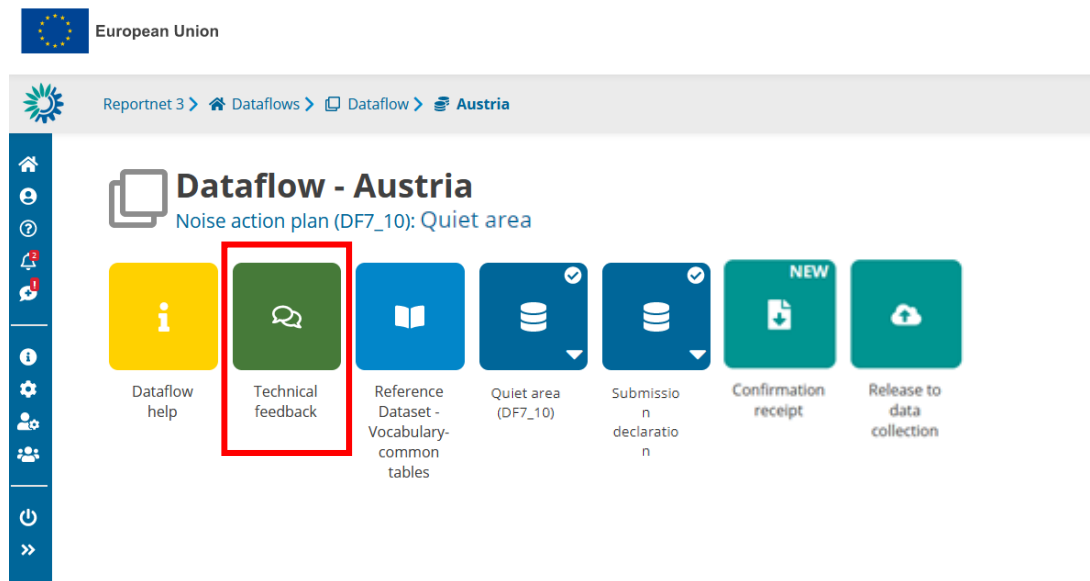 European Union
Reportnet 3 Dataflows Dataflow Austria
Dataflow - Austria
Noise action plan (DF7_10): Quiet area
2
!
NEW
Dataflow
help
Technical
feedback
Reference
Dataset -
Vocabulary-
common
tables
Quiet area
(DF7_10)
Submissio
n
declaratio
n
Confirmation
receipt
Release to
data
collection